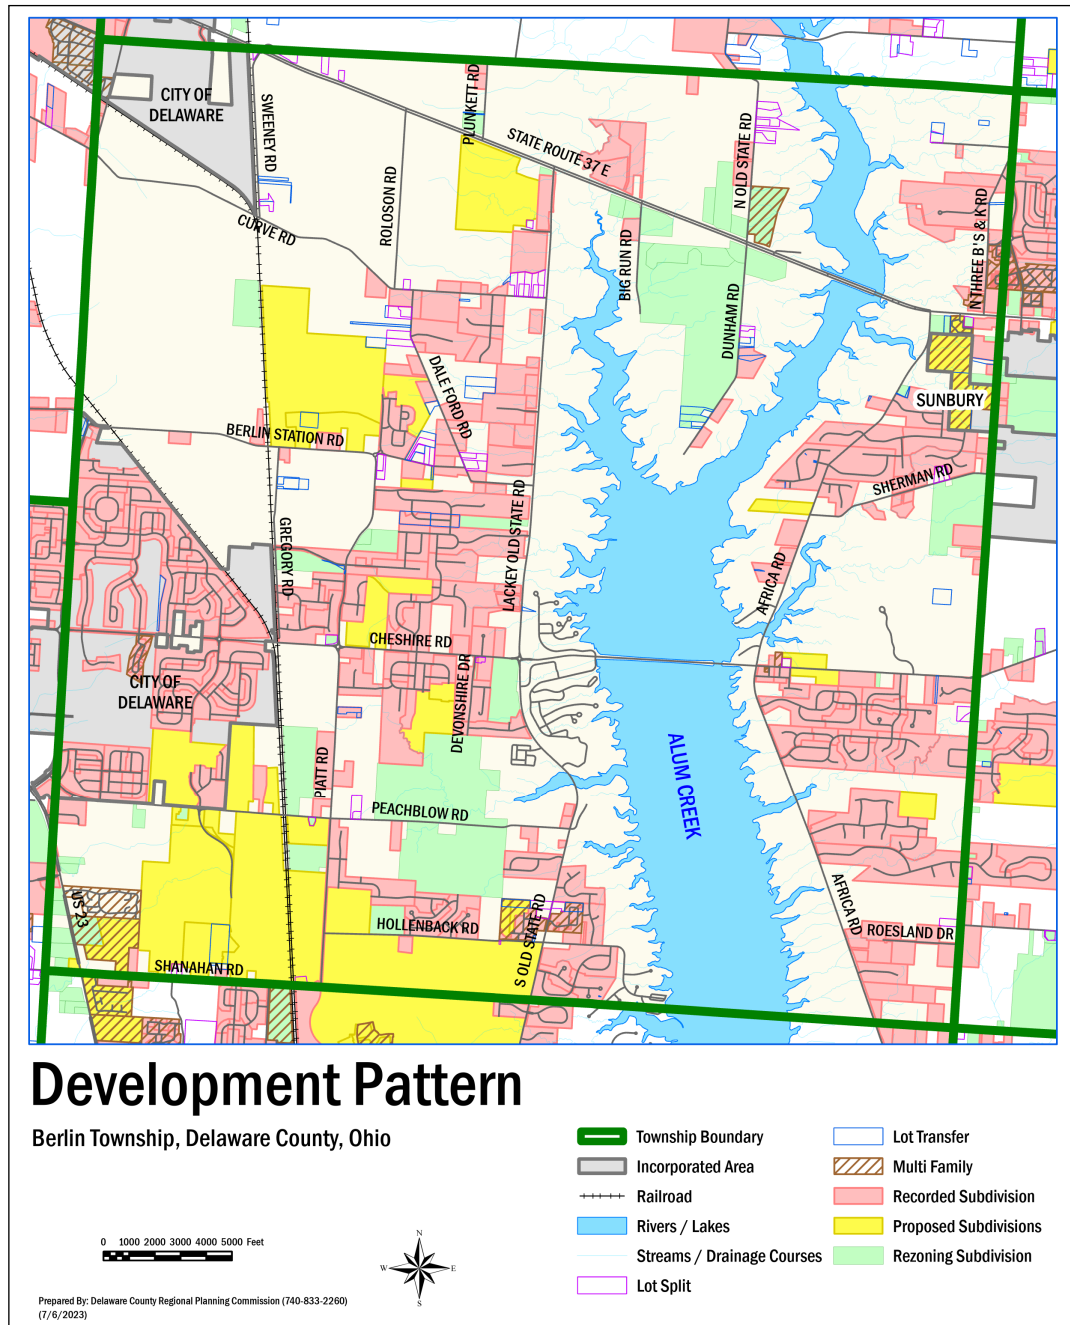 CITY OF
DELAWARE
SWEENEY RD
PLUNKETT RD
STATE ROUTE 37 E
N OLD STATE RD
ROLOSON RD
CURVE RD
BIG RUN RD
N THREE B'S & K RD
DUNHAM RD
DALE FORD RD
SUNBURY
BERLIN STATION RD
SHERMAN RD
LACKEY OLD STATE RD
GREGORY RD
AFRICA RD
CHESHIRE RD
CITY OF
DELAWARE
DEVONSHIRE DR
PIATT RD
ALUM CREEK
PEACHBLOW RD
US 23
HOLLENBACK RD
S OLD STATE RD
AFRICA RD
ROESLAND DR
SHANAHAN RD
Development Pattern
Berlin Township, Delaware County, Ohio
Township Boundary
Incorporated Area
Railroad
Rivers / Lakes
Streams / Drainage Courses
Lot Split
Lot Transfer
Multi Family
Recorded Subdivision
Proposed Subdivisions
Rezoning Subdivision
0 1000 2000 3000 4000 5000 Feet
N
W E
S
Prepared By: Delaware County Regional Planning Commission (740-833-2260)
(7/6/2023)